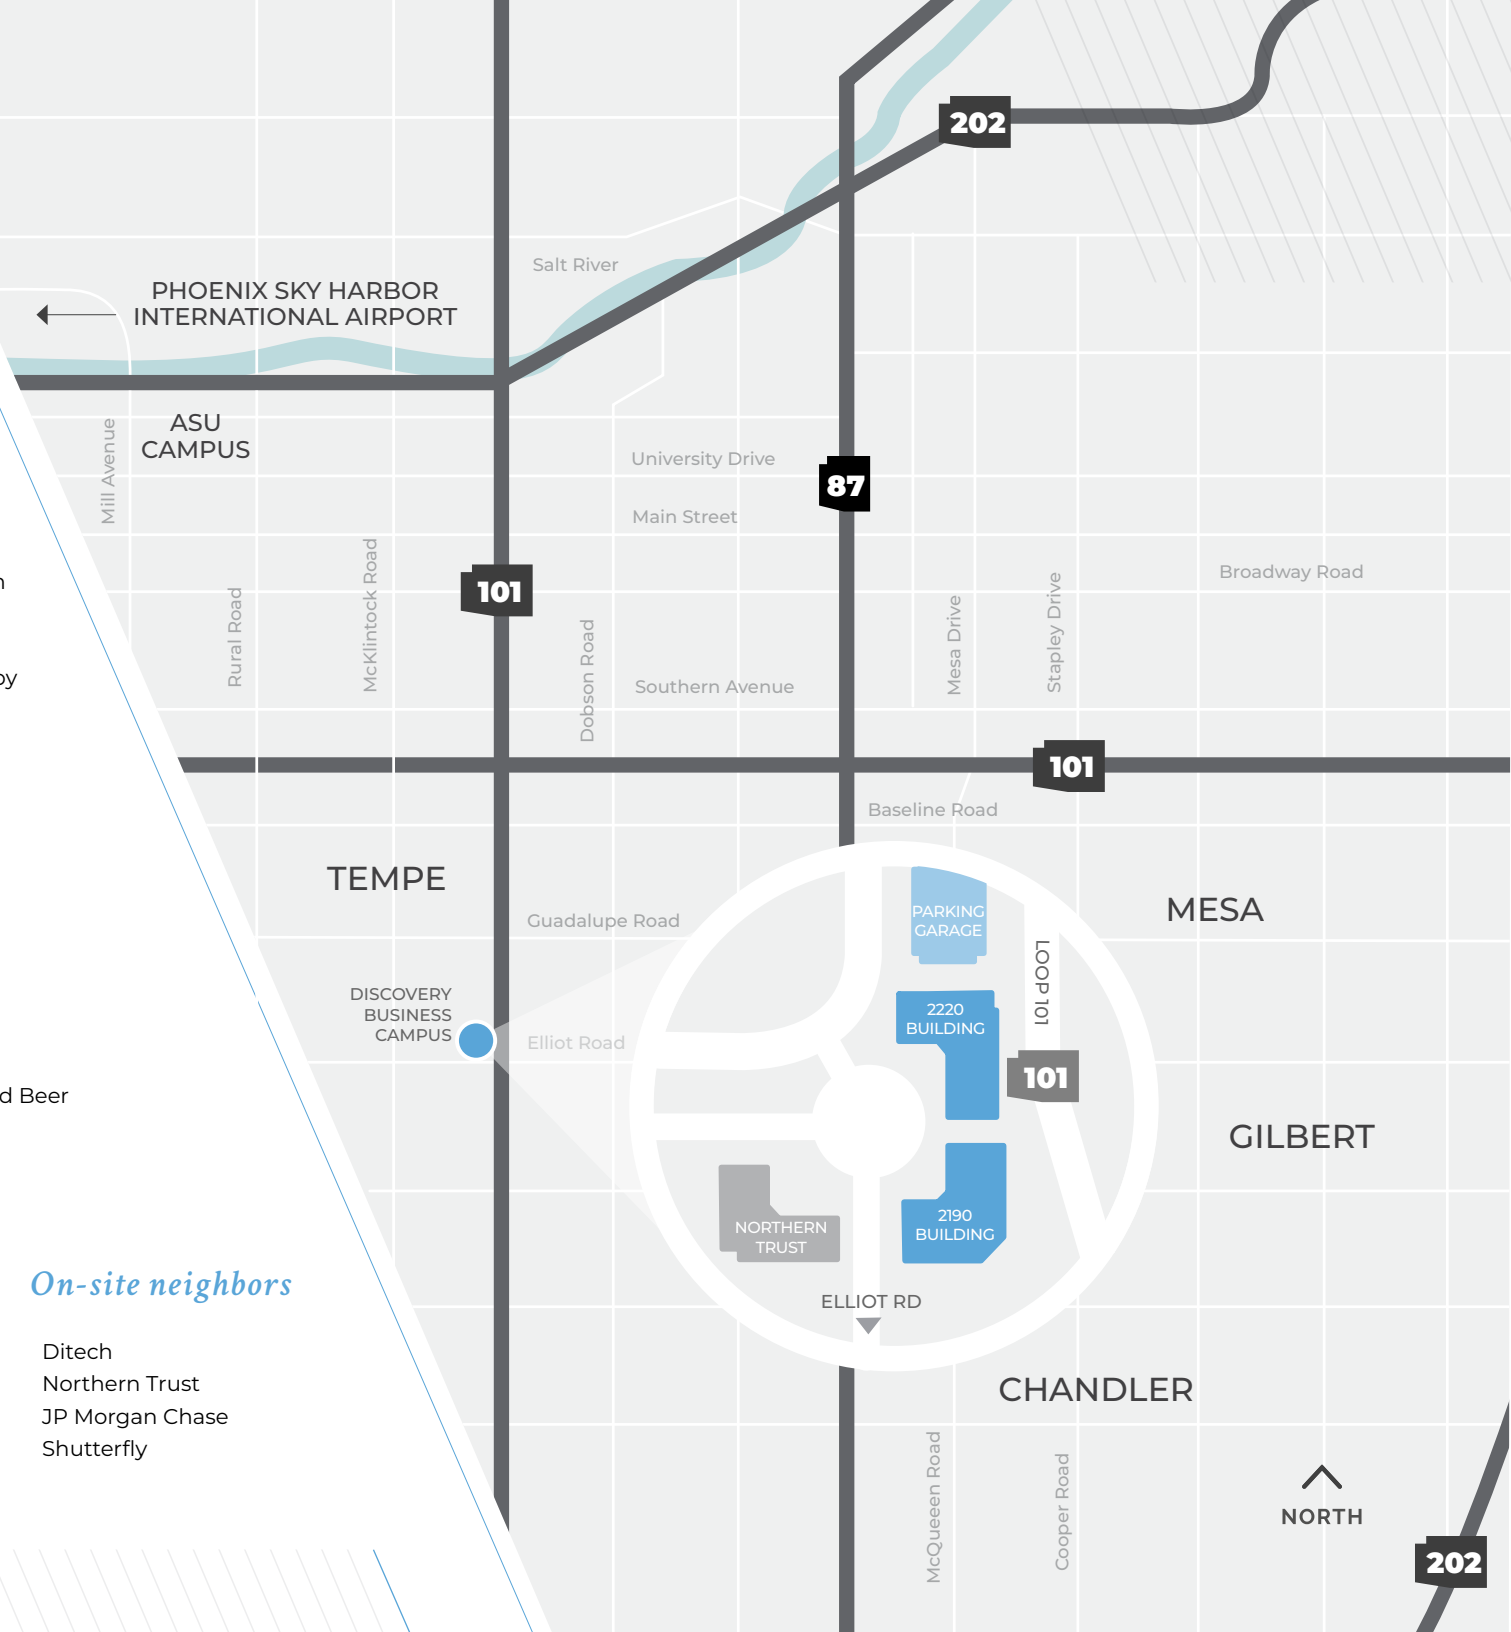 202
Salt River
PHOENIX SKY HARBOR
INTERNATIONAL AIRPORT
ASU
CAMPUS
Mill Avenue
University Drive
87
Main Street
Broadway Road
101
Rural Road
McKlintock Road
Dobson Road
Mesa Drive
Stapley Drive
Southern Avenue
101
Baseline Road
TEMPE
MESA
Guadalupe Road
PARKING
GARAGE
LOOP 101
DISCOVERY
BUSINESS
CAMPUS
Elliot Road
2220
BUILDING
101
d Beer
GILBERT
NORTHERN
TRUST
2190
BUILDING
ELLIOT RD
On-site neighbors
Ditech
Northern Trust
JP Morgan Chase
Shutterfly
CHANDLER
McQueen Road
Cooper Road
NORTH
202